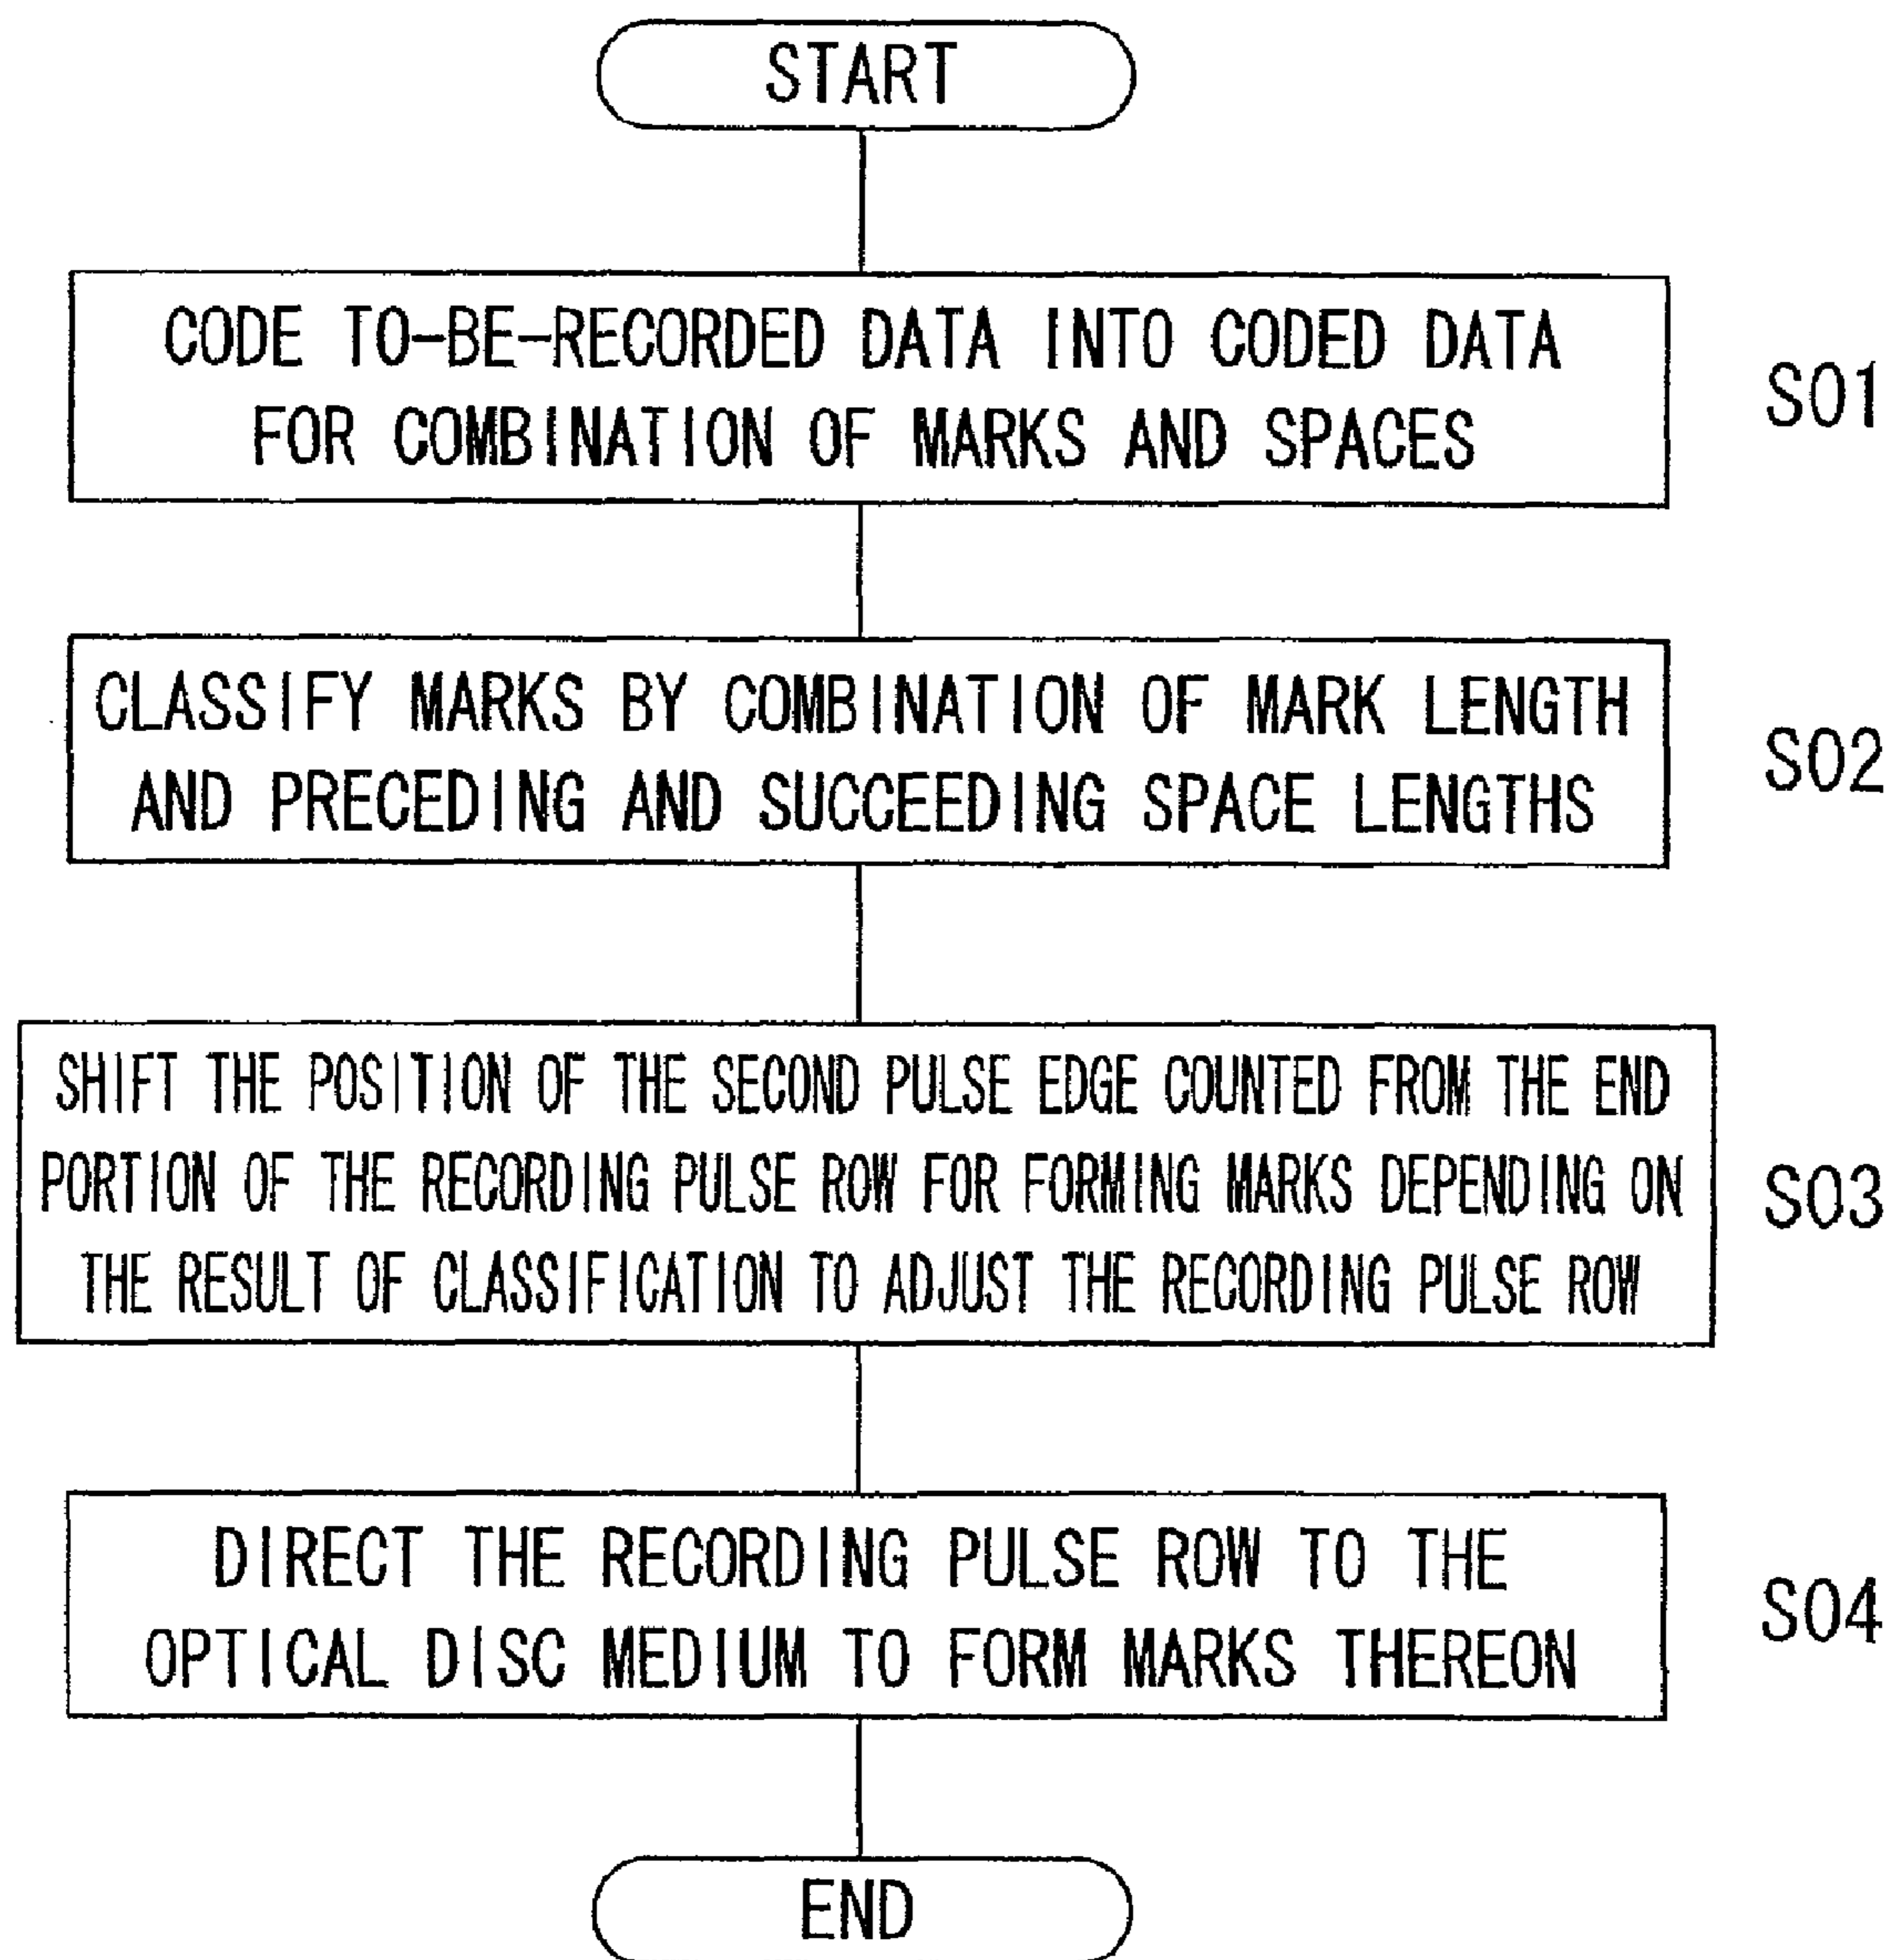 START
CODE TO-BE-RECORDED DATA INTO CODED DATA
FOR COMBINATION OF MARKS AND SPACES
S01
CLASSIFY MARKS BY COMBINATION OF MARK LENGTH
AND PRECEDING AND SUCCEEDING SPACE LENGTHS
S02
SHIFT THE POSITION OF THE SECOND PULSE EDGE COUNTED FROM THE END
PORTION OF THE RECORDING PULSE ROW FOR FORMING MARKS DEPENDING ON
THE RESULT OF CLASSIFICATION TO ADJUST THE RECORDING PULSE ROW
S03
DIRECT THE RECORDING PULSE ROW TO THE
OPTICAL DISC MEDIUM TO FORM MARKS THEREON
S04
END